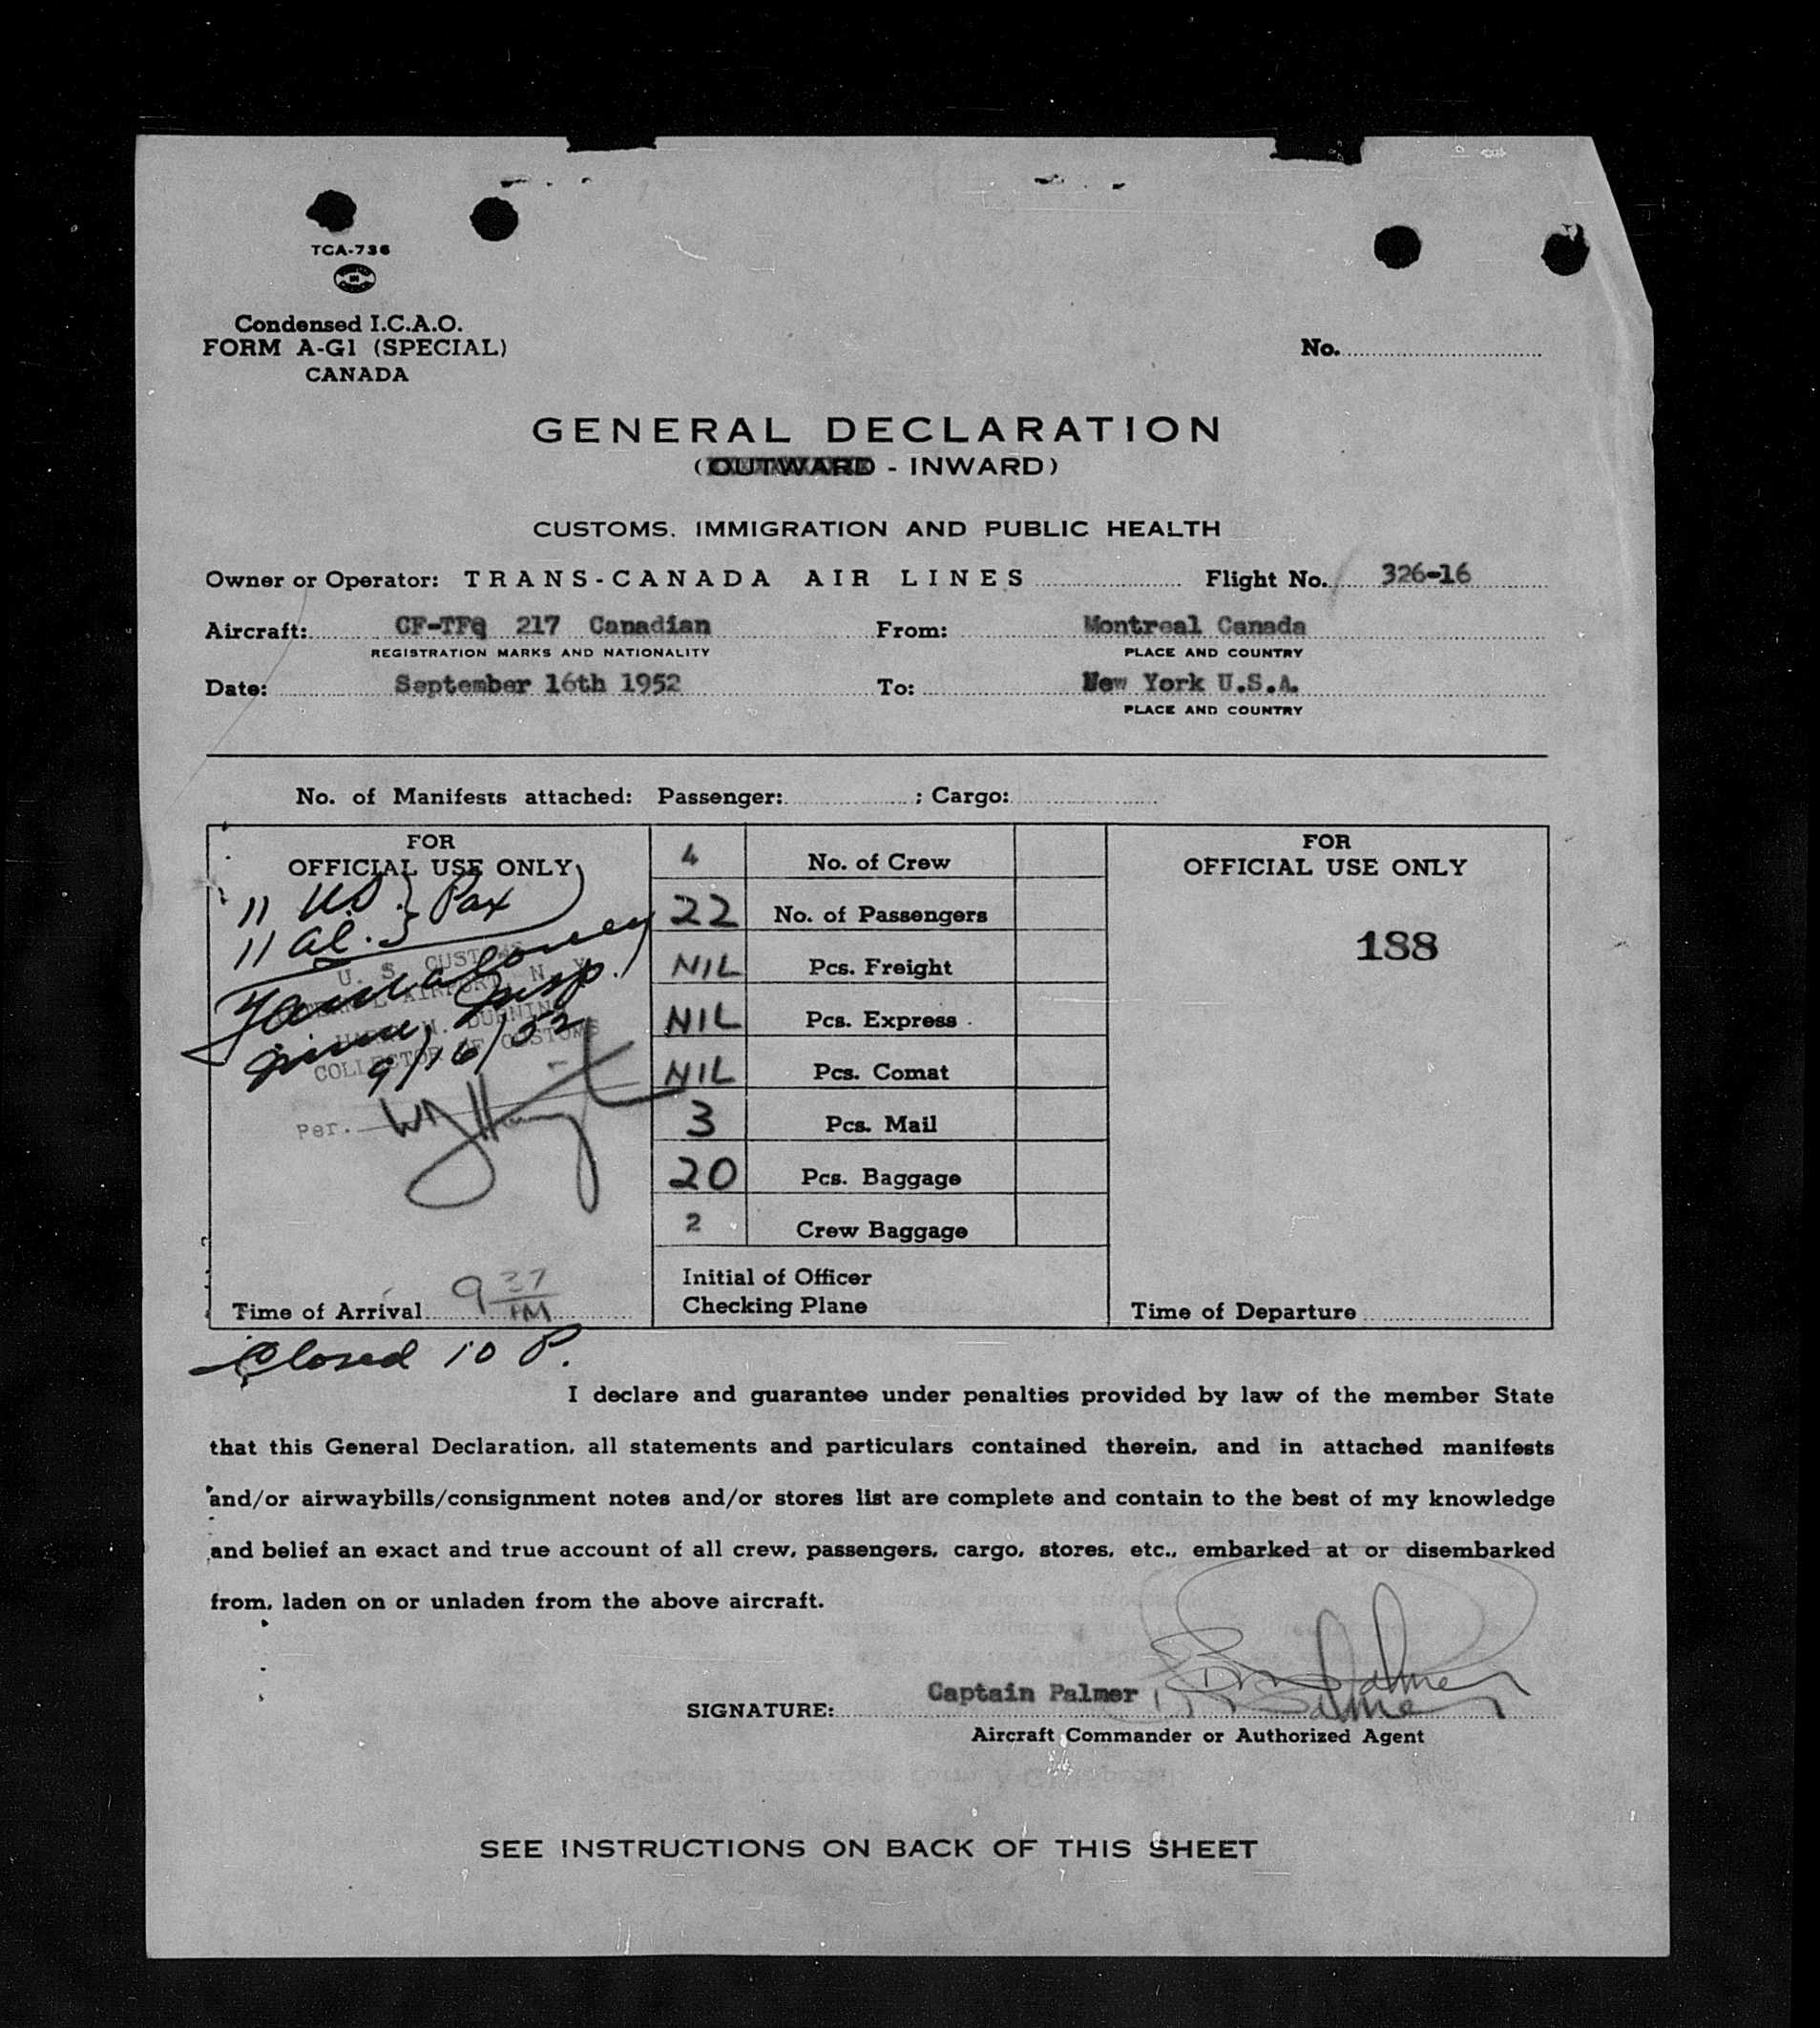 TCA-736
Condensed I.C.A.O.
FORM A-G1 (SPECIAL)
CANADA
No.
GENERAL DECLARATION
(OUTWARD - INWARD)
CUSTOMS, IMMIGRATION AND PUBLIC HEALTH
Owner or Operator: TRANS-CANADA AIR LINES Flight No. 326-16
Aircraft: CF-TFQ 217 Canadian From: Montreal Canada
REGISTRATION MARKS AND NATIONALITY PLACE AND COUNTRY
Date: September 16th 1952 To: New York U.S.A.
PLACE AND COUNTRY
No. of Manifests attached: Passenger: ; Cargo:
FOR
OFFICIAL USE ONLY
11 US. } Pax
11 al. }
U. S. CUSTOMS
AIRPORT, N. Y.
Insp.
M. DURNING
COLLECTOR OF CUSTOMS
9/16/52
Per.
Time of Arrival 9 37 PM
4 No. of Crew
22 No. of Passengers
NIL Pcs. Freight
NIL Pcs. Express
NIL Pcs. Comat
3 Pcs. Mail
20 Pcs. Baggage
2 Crew Baggage
Initial of Officer
Checking Plane
FOR
OFFICIAL USE ONLY
188
Time of Departure
Closed 10 P.
I declare and guarantee under penalties provided by law of the member State
that this General Declaration, all statements and particulars contained therein, and in attached manifests
and/or airwaybills/consignment notes and/or stores list are complete and contain to the best of my knowledge
and belief an exact and true account of all crew, passengers, cargo, stores, etc., embarked at or disembarked
from, laden on or unladen from the above aircraft.
SIGNATURE: Captain Palmer Palmer
Aircraft Commander or Authorized Agent
SEE INSTRUCTIONS ON BACK OF THIS SHEET